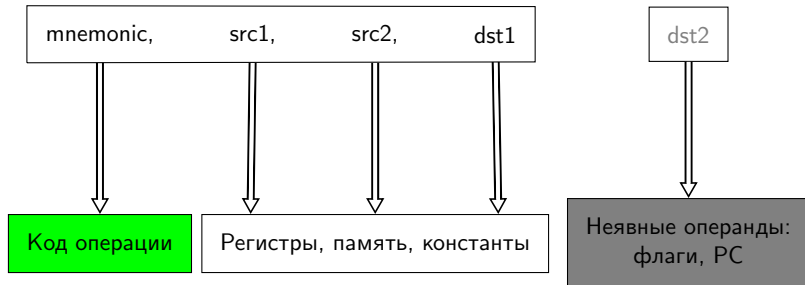 mnemonic, src1, src2, dst1
dst2
Код операции
Регистры, память, константы
Неявные операнды:
флаги, PC